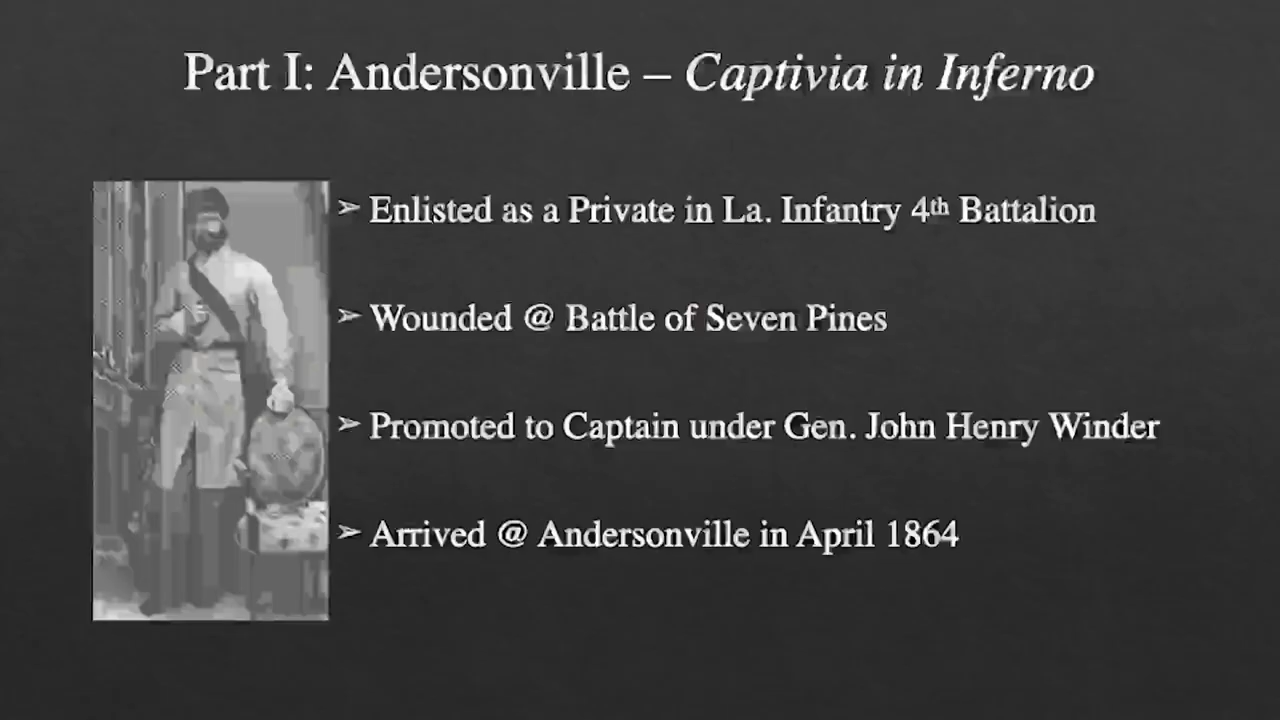 Part I: Andersonville – Captivia in Inferno
➢ Enlisted as a Private in La. Infantry 4th Battalion
➢ Wounded @ Battle of Seven Pines
➢ Promoted to Captain under Gen. John Henry Winder
➢ Arrived @ Andersonville in April 1864